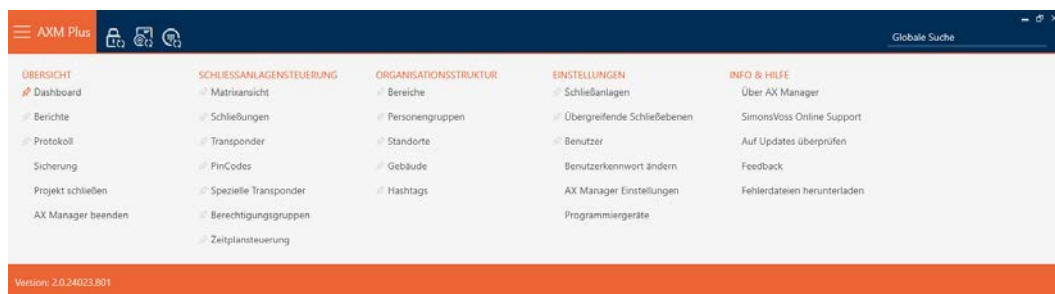 AXM Plus
Globale Suche
ÜBERSICHT
Dashboard
Berichte
Protokoll
Sicherung
Projekt schließen
AX Manager beenden
SCHLIESSANLAGENSTEUERUNG
Matrixansicht
Schließungen
Transponder
PinCodes
Spezielle Transponder
Berechtigungsgruppen
Zeitplansteuerung
ORGANISATIONSSTRUKTUR
Bereiche
Personengruppen
Standorte
Gebäude
Hashtags
EINSTELLUNGEN
Schließanlagen
Übergreifende Schließebenen
Benutzer
Benutzerkennwort ändern
AX Manager Einstellungen
Programmiergeräte
INFO & HILFE
Über AX Manager
SimonsVoss Online Support
Auf Updates überprüfen
Feedback
Fehlerdateien herunterladen
Version: 2.0.24023.801